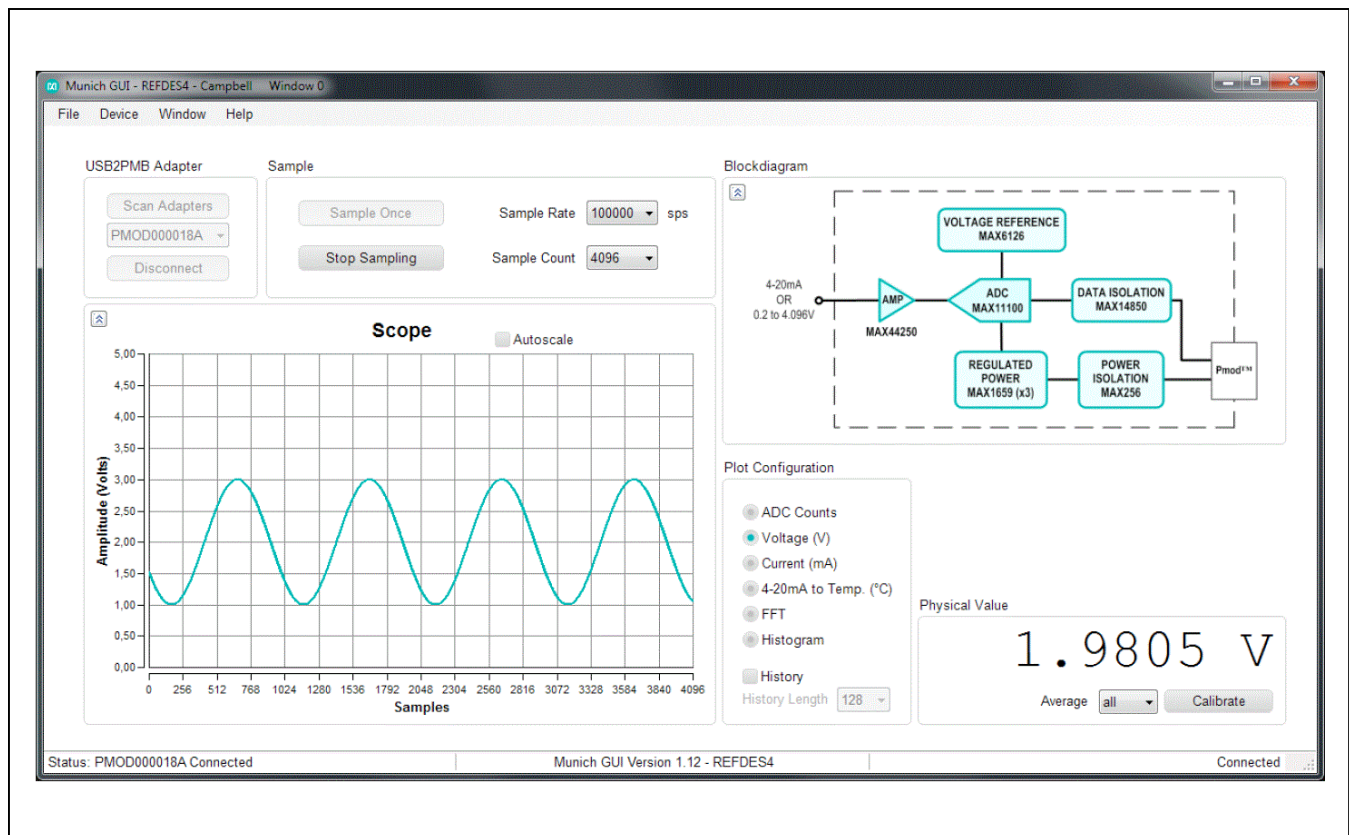 Munich GUI - REFDES4 - Campbell Window 0
File Device Window Help
USB2PMB Adapter
Scan Adapters
PMOD000018A
Disconnect
Sample
Sample Once
Stop Sampling
Sample Rate 100000 sps
Sample Count 4096
Scope
Autoscale
5,00
4,50
4,00
3,50
3,00
2,50
2,00
1,50
1,00
0,50
0,00
Amplitude (Volts)
0 256 512 768 1024 1280 1536 1792 2048 2304 2560 2816 3072 3328 3584 3840 4096
Samples
Blockdiagram
VOLTAGE REFERENCE
MAX6126
4-20mA
OR
0.2 to 4.096V
AMP
MAX44250
ADC
MAX11100
DATA ISOLATION
MAX14850
REGULATED
POWER
MAX1659 (x3)
POWER
ISOLATION
MAX256
Pmod™
Plot Configuration
ADC Counts
Voltage (V)
Current (mA)
4-20mA to Temp. (°C)
FFT
Histogram
History
History Length 128
Physical Value
1.9805 V
Average all Calibrate
Status: PMOD000018A Connected
Munich GUI Version 1.12 - REFDES4
Connected